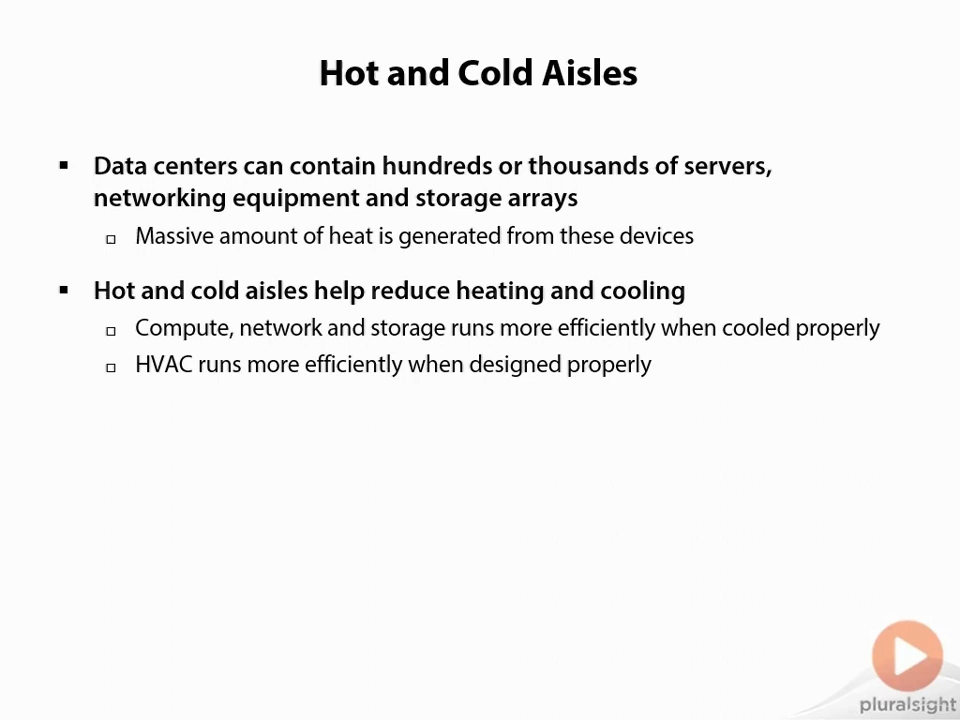 Hot and Cold Aisles
▪ Data centers can contain hundreds or thousands of servers,
networking equipment and storage arrays
▫ Massive amount of heat is generated from these devices
▪ Hot and cold aisles help reduce heating and cooling
▫ Compute, network and storage runs more efficiently when cooled properly
▫ HVAC runs more efficiently when designed properly
pluralsight